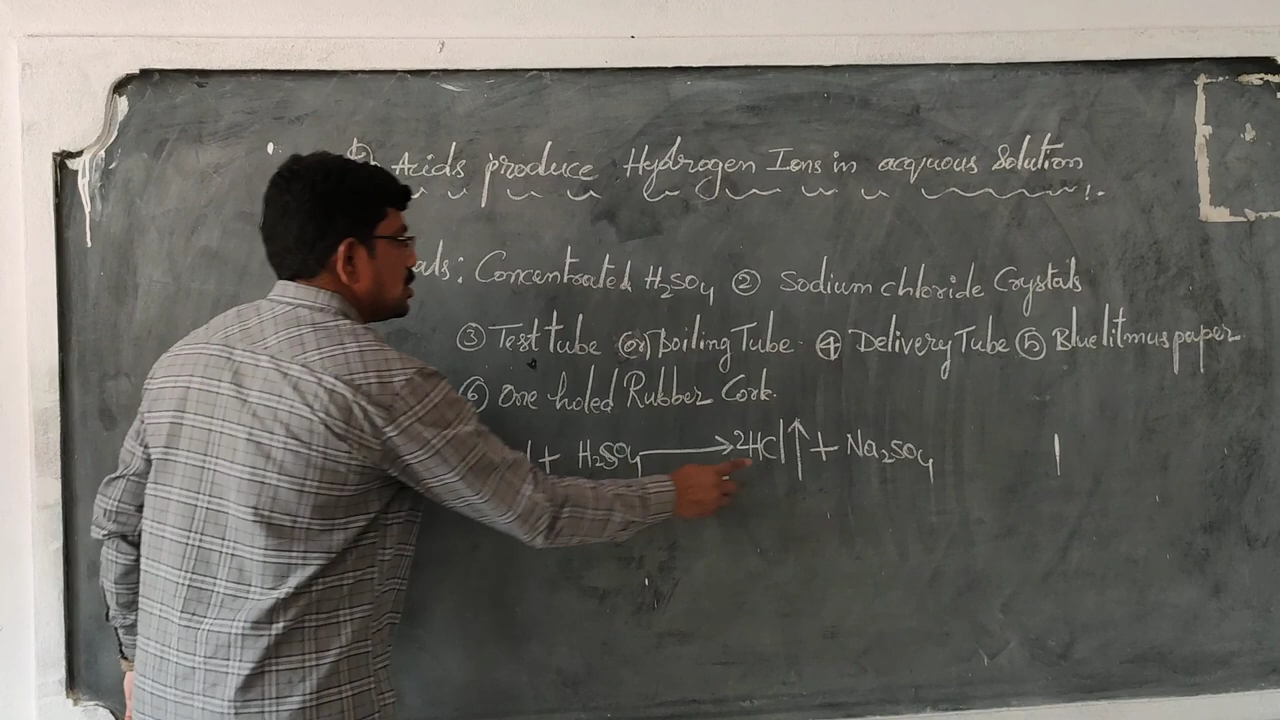 Acids produce Hydrogen Ions in acquous Solution
als: Concentrated H₂SO₄ ② Sodium chloride Crystals
③ Test tube (or) Boiling Tube. ④ Delivery Tube ⑤ Blue litmus paper.
⑥ One holed Rubber Cork.
l + H₂SO₄ → 2HCl ↑ + Na₂SO₄